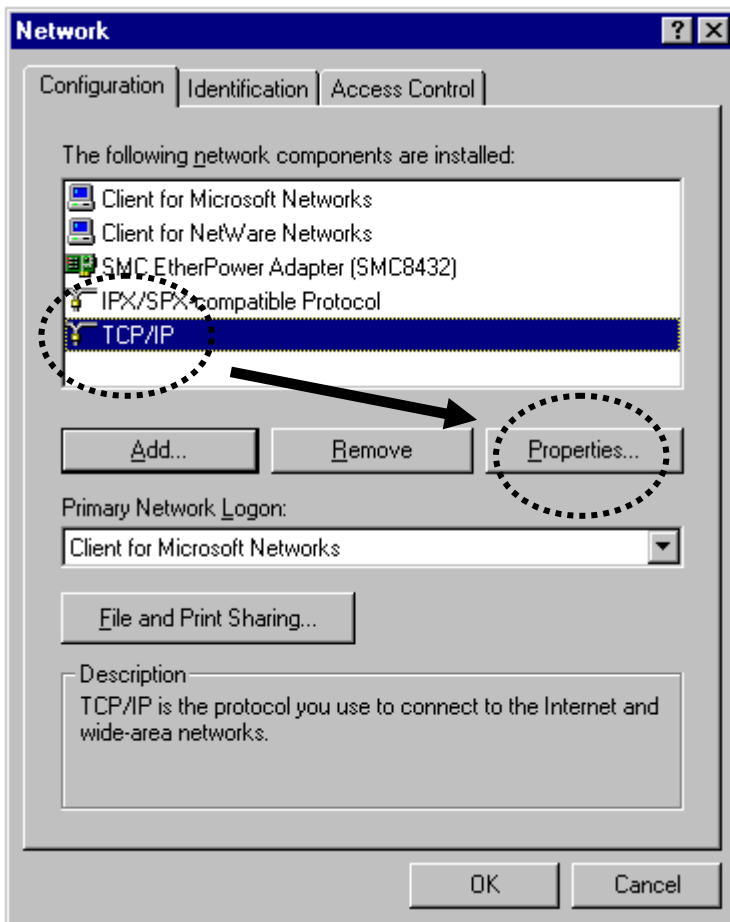 Network
Configuration Identification Access Control
The following network components are installed:
Client for Microsoft Networks
Client for NetWare Networks
SMC EtherPower Adapter (SMC8432)
IPX/SPX-compatible Protocol
TCP/IP
Add... Remove Properties...
Primary Network Logon:
Client for Microsoft Networks
File and Print Sharing...
Description
TCP/IP is the protocol you use to connect to the Internet and
wide-area networks.
OK Cancel